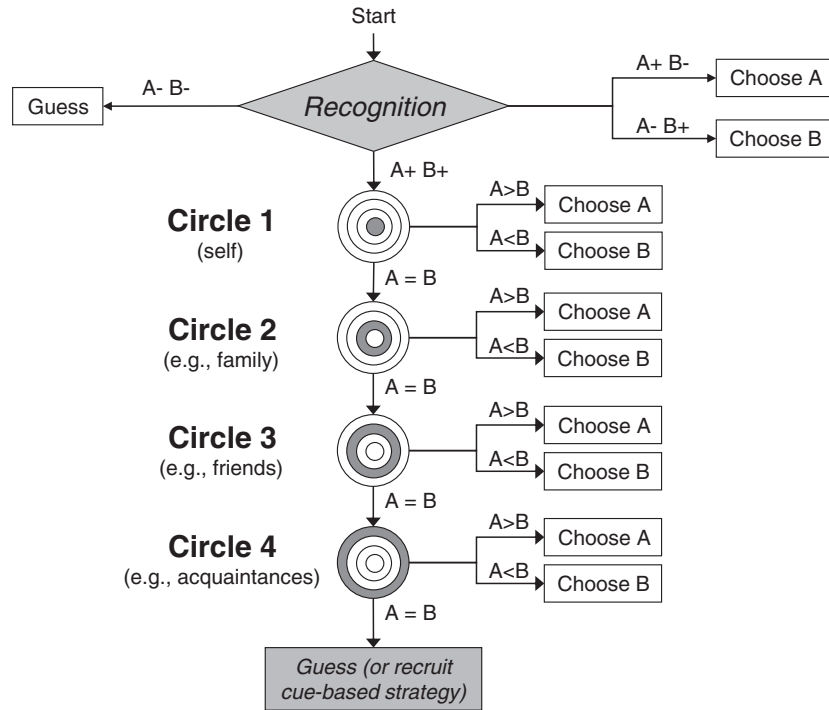 Start
Recognition
A- B-
Guess
A+ B-
Choose A
A- B+
Choose B
A+ B+
Circle 1
(self)
A>B
Choose A
A<B
Choose B
A = B
Circle 2
(e.g., family)
A>B
Choose A
A<B
Choose B
A = B
Circle 3
(e.g., friends)
A>B
Choose A
A<B
Choose B
A = B
Circle 4
(e.g., acquaintances)
A>B
Choose A
A<B
Choose B
A = B
Guess (or recruit
cue-based strategy)